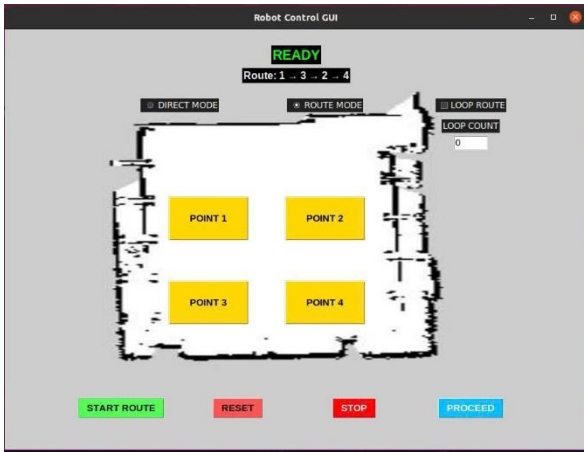 Robot Control GUI
READY
Route: 1 → 3 → 2 → 4
DIRECT MODE
ROUTE MODE
LOOP ROUTE
LOOP COUNT
0
POINT 1
POINT 2
POINT 3
POINT 4
START ROUTE
RESET
STOP
PROCEED